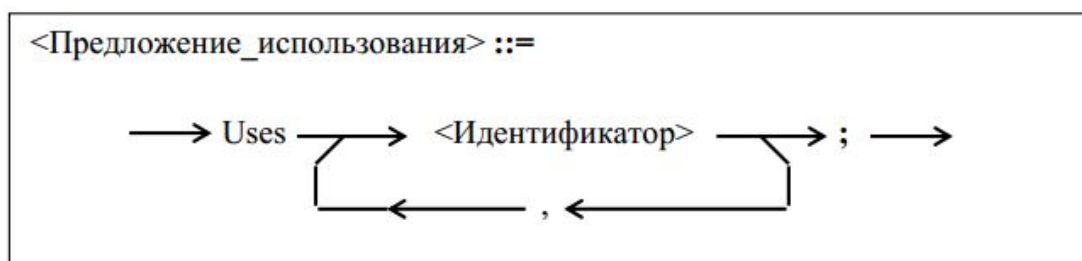 <Предложение_использования> ::=
Uses <Идентификатор> ;
,